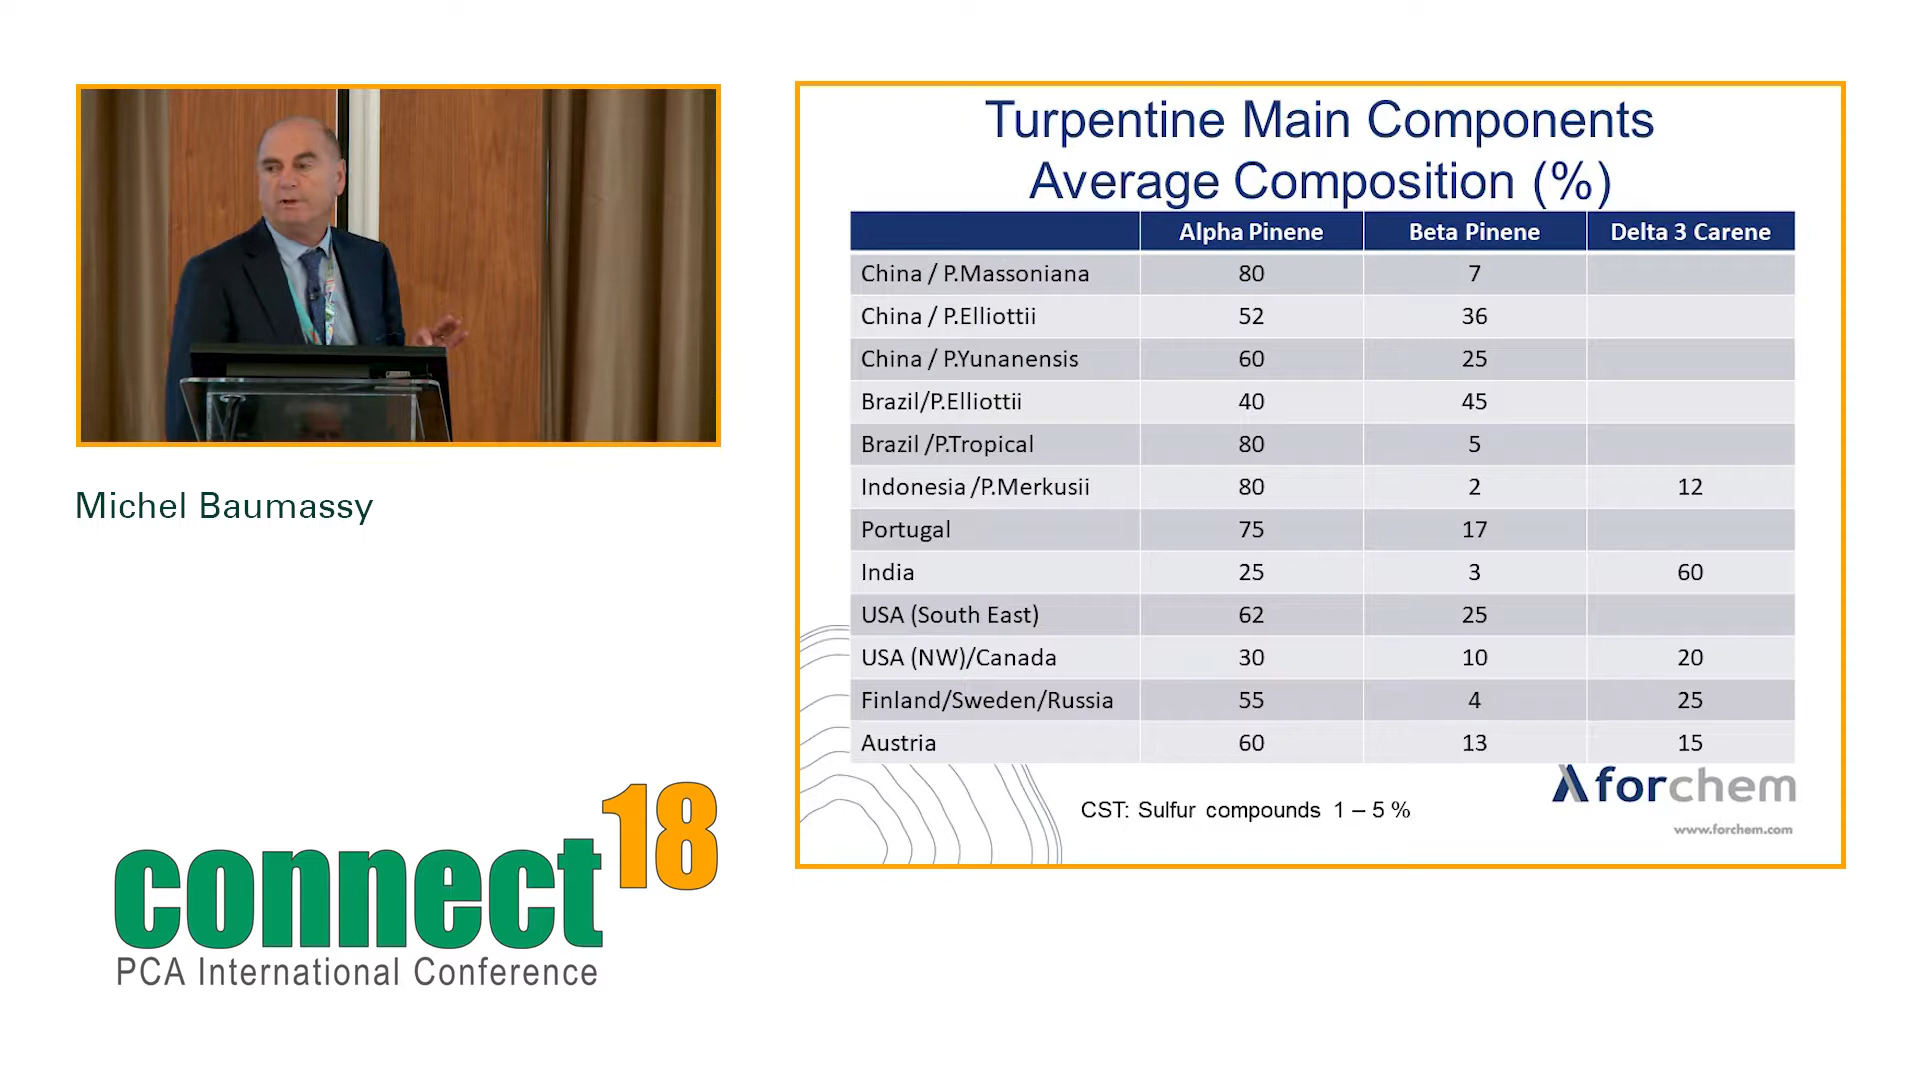 Turpentine Main Components
Average Composition (%)
Alpha Pinene Beta Pinene Delta 3 Carene
China / P.Massoniana 80 7
China / P.Elliottii 52 36
China / P.Yunanensis 60 25
Brazil/P.Elliottii 40 45
Brazil /P.Tropical 80 5
Indonesia /P.Merkusii 80 2 12
Portugal 75 17
India 25 3 60
USA (South East) 62 25
USA (NW)/Canada 30 10 20
Finland/Sweden/Russia 55 4 25
Austria 60 13 15
CST: Sulfur compounds 1 – 5 %
forchem
www.forchem.com
Michel Baumassy
connect18
PCA International Conference